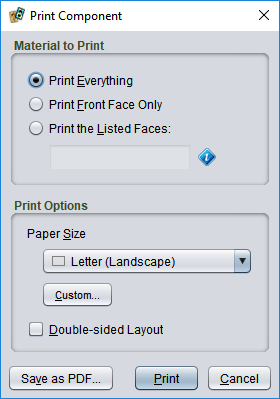 Print Component
Material to Print
Print Everything
Print Front Face Only
Print the Listed Faces:
Print Options
Paper Size
Letter (Landscape)
Custom...
Double-sided Layout
Save as PDF...
Print
Cancel